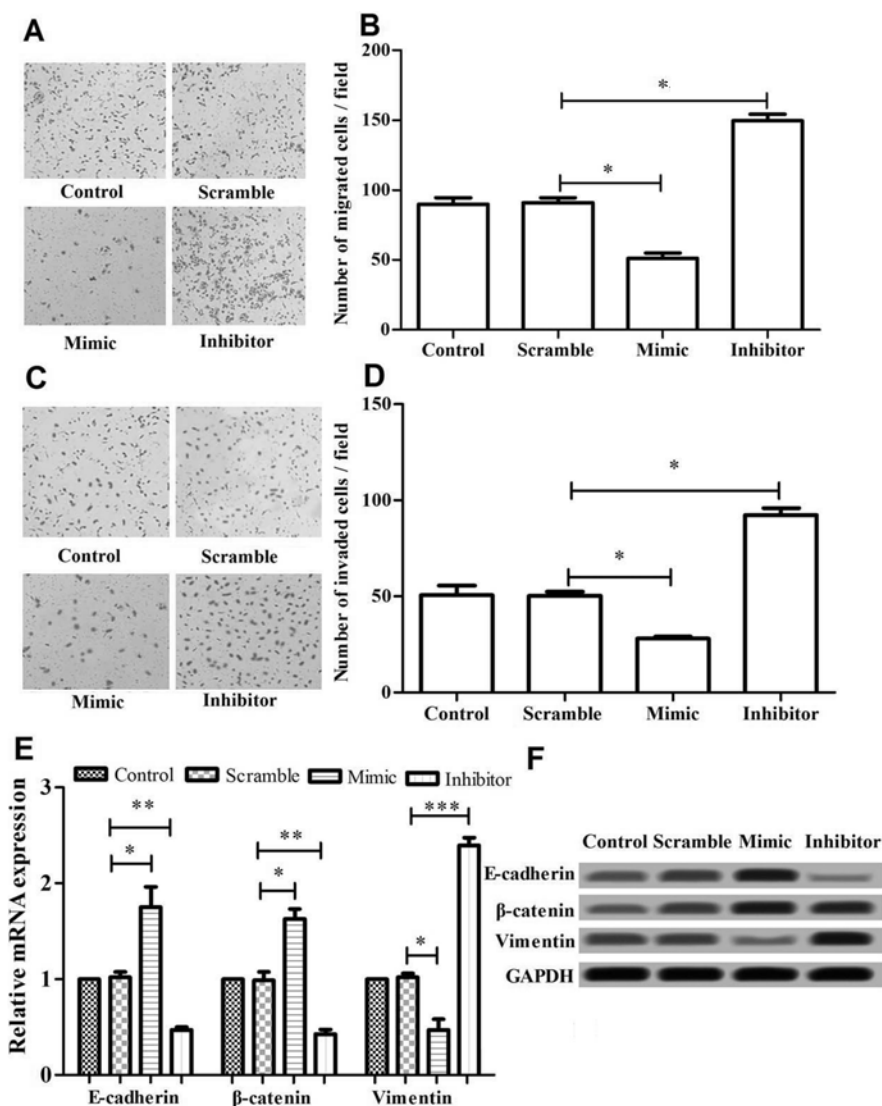 A
Control Scramble
Mimic Inhibitor
B
Number of migrated cells / field
200
150
100
50
0
*
*
Control Scramble Mimic Inhibitor
C
Control Scramble
Mimic Inhibitor
D
Number of invaded cells / field
150
100
50
0
*
*
Control Scramble Mimic Inhibitor
E
Control Scramble Mimic Inhibitor
Relative mRNA expression
3
2
1
0
**
*
**
*
***
*
E-cadherin β-catenin Vimentin
F
Control Scramble Mimic Inhibitor
E-cadherin
β-catenin
Vimentin
GAPDH